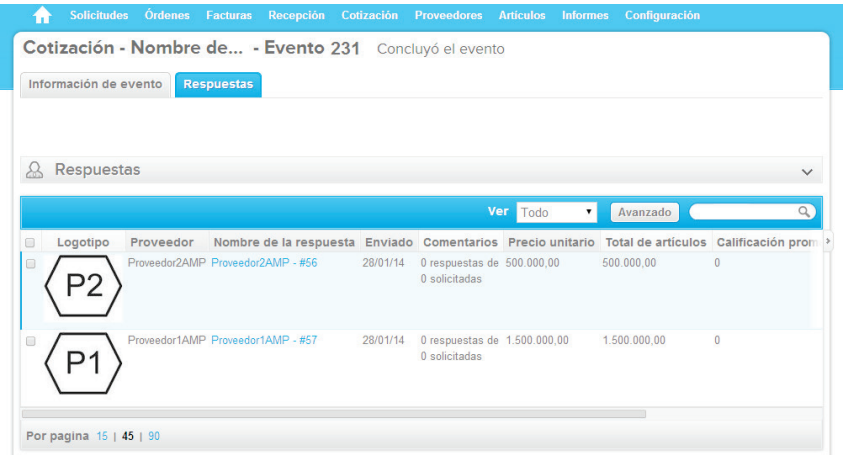 Solicitudes Órdenes Facturas Recepción Cotización Proveedores Artículos Informes Configuración
Cotización - Nombre de... - Evento 231 Concluyó el evento
Información de evento Respuestas
Respuestas
Ver Todo Avanzado
Logotipo Proveedor Nombre de la respuesta Enviado Comentarios Precio unitario Total de artículos Calificación prom
P2 Proveedor2AMP Proveedor2AMP - #56 28/01/14 0 respuestas de 500.000,00 500.000,00 0
0 solicitadas
P1 Proveedor1AMP Proveedor1AMP - #57 28/01/14 0 respuestas de 1.500.000,00 1.500.000,00 0
0 solicitadas
Por pagina 15 | 45 | 90